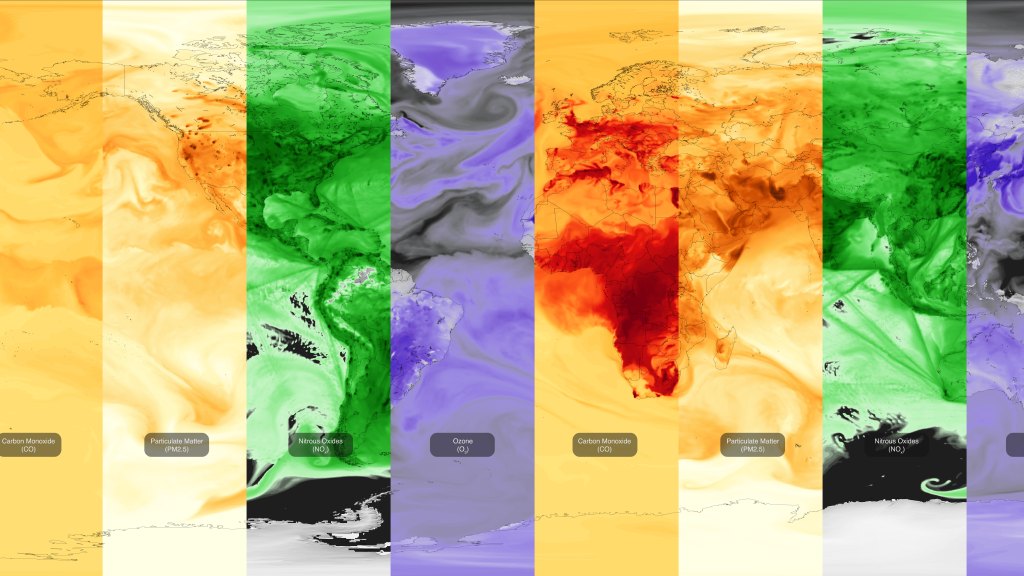 Carbon Monoxide
(CO)
Particulate Matter
(PM2.5)
Nitrous Oxides
(NO₂)
Ozone
(O₃)
Carbon Monoxide
(CO)
Particulate Matter
(PM2.5)
Nitrous Oxides
(NO₂)